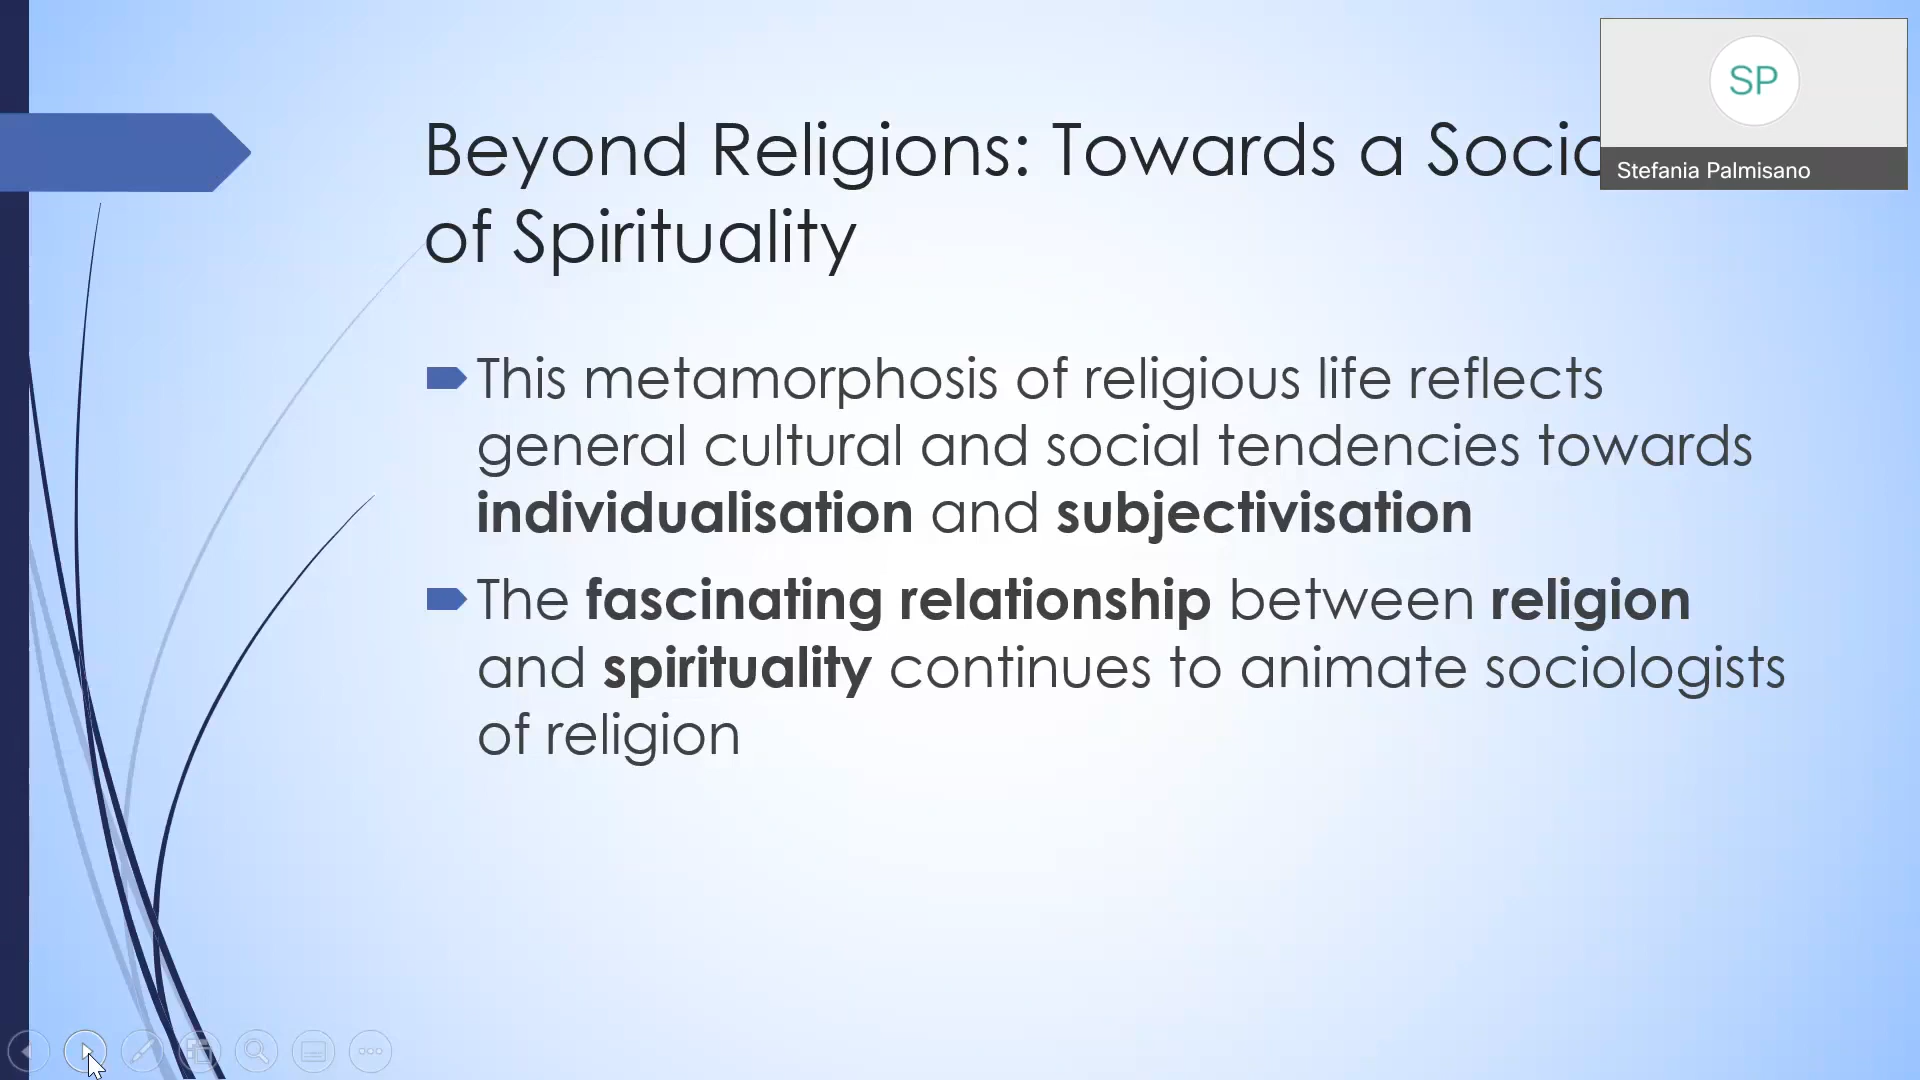 Beyond Religions: Towards a
of Spirituality
SP
Stefania Palmisano
This metamorphosis of religious life reflects
general cultural and social tendencies towards
individualisation and subjectivisation
The fascinating relationship between religion
and spirituality continues to animate sociologists
of religion